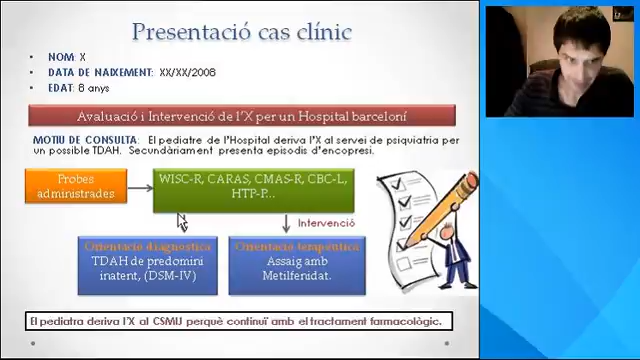 Presentació cas clínic
NOM: X
DATA DE NAIXEMENT: XX/XX/2008
EDAT: 8 anys
Avaluació i Intervenció de l'X per un Hospital barceloní
MOTIU DE CONSULTA: El pediatre de l'Hospital deriva l'X al servei de psiquiatria per
un possible TDAH. Secundàriament presenta episodis d'encopresi.
Probes
administrades
WISC-R, CARAS, CMAS-R, CBC-L,
HTP-P...
Intervenció
Orientació diagnòstica
TDAH de predomini
inatent, (DSM-IV)
Orientació terapèutica
Assaig amb
Metilfenidat.
El pediatra deriva l'X al CSMIJ perquè continuï amb el tractament farmacològic.